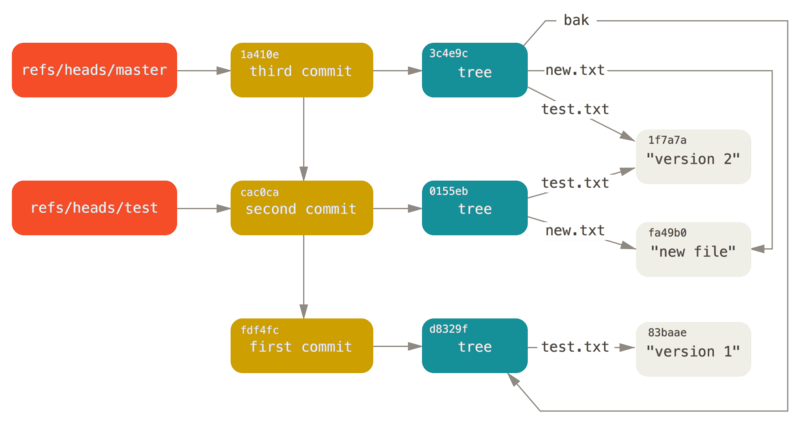 bak
1a410e
3c4e9c
refs/heads/master
third commit
tree
new.txt
test.txt
1f7a7a
"version 2"
cac0ca
0155eb
test.txt
refs/heads/test
second commit
tree
new.txt
fa49b0
"new file"
fdf4fc
d8329f
83baae
first commit
tree
test.txt
"version 1"